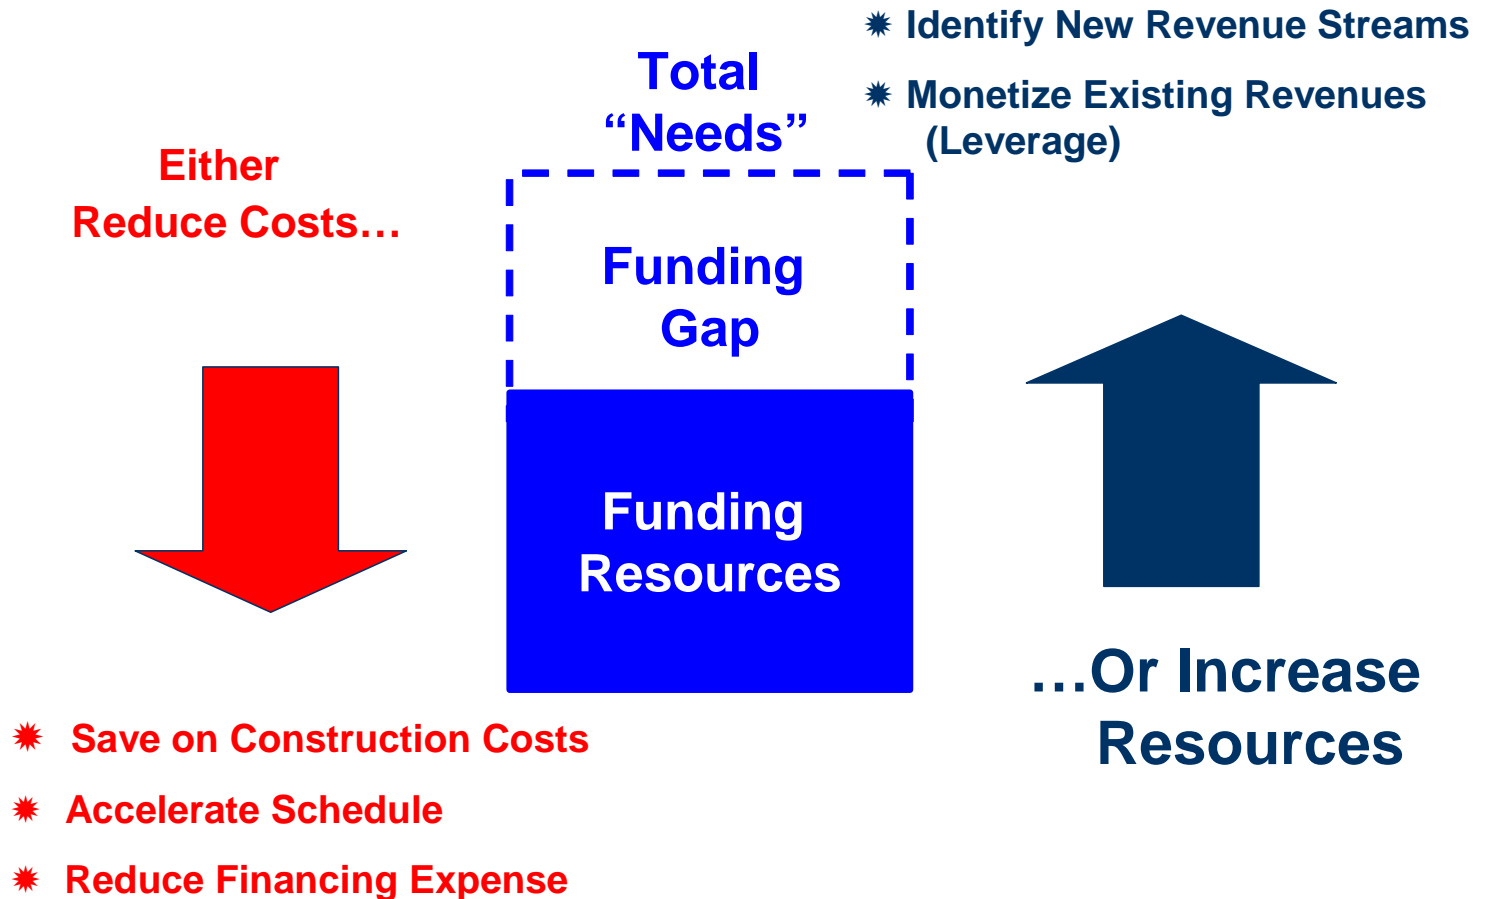 Either
Reduce Costs…
✹ Save on Construction Costs
✹ Accelerate Schedule
✹ Reduce Financing Expense
Total
“Needs”
Funding
Gap
Funding
Resources
✹ Identify New Revenue Streams
✹ Monetize Existing Revenues
(Leverage)
…Or Increase
Resources